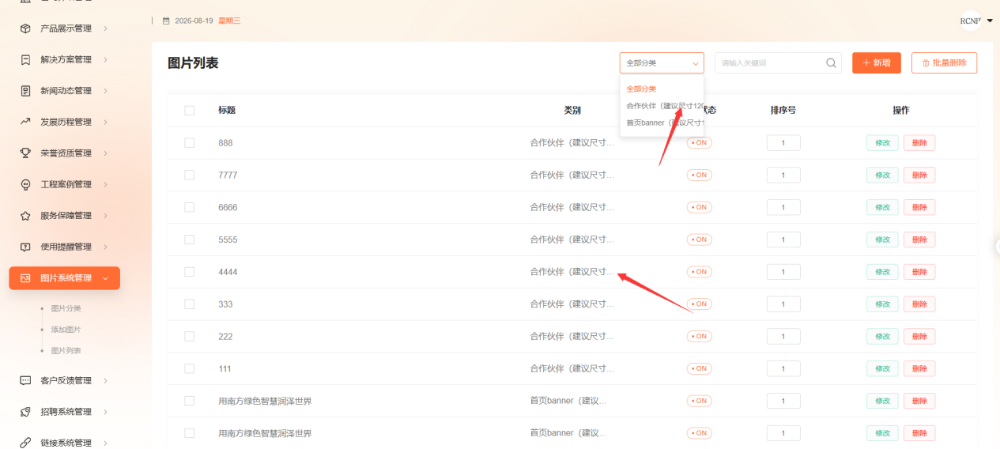 2026-08-19 星期三
RCNP
产品展示管理
解决方案管理
新闻动态管理
发展历程管理
荣誉资质管理
工程案例管理
服务保障管理
使用提醒管理
图片系统管理
图片分类
添加图片
图片列表
客户反馈管理
招聘系统管理
链接系统管理
图片列表
全部分类
请输入关键词
+ 新增
批量删除
全部分类
合作伙伴（建议尺寸120
首页banner（建议尺寸1
标题 类别 状态 排序号 操作
888 合作伙伴（建议尺寸... • ON 1 修改 删除
7777 合作伙伴（建议尺寸... • ON 1 修改 删除
6666 合作伙伴（建议尺寸... • ON 1 修改 删除
5555 合作伙伴（建议尺寸... • ON 1 修改 删除
4444 合作伙伴（建议尺寸... • ON 1 修改 删除
333 合作伙伴（建议尺寸... • ON 1 修改 删除
222 合作伙伴（建议尺寸... • ON 1 修改 删除
111 合作伙伴（建议尺寸... • ON 1 修改 删除
用南方绿色智慧润泽世界 首页banner（建议... • ON 1 修改 删除
用南方绿色智慧润泽世界 首页banner（建议... • ON 1 修改 删除